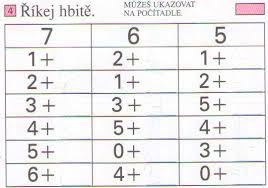 4 Říkej hbitě. MŮŽEŠ UKAZOVAT
NA POČÍTADLE.
7 6 5
1+ 2+ 1+
2+ 1+ 2+
3+ 3+ 5+
4+ 5+ 3+
5+ 0+ 0+
6+ 4+ 4+